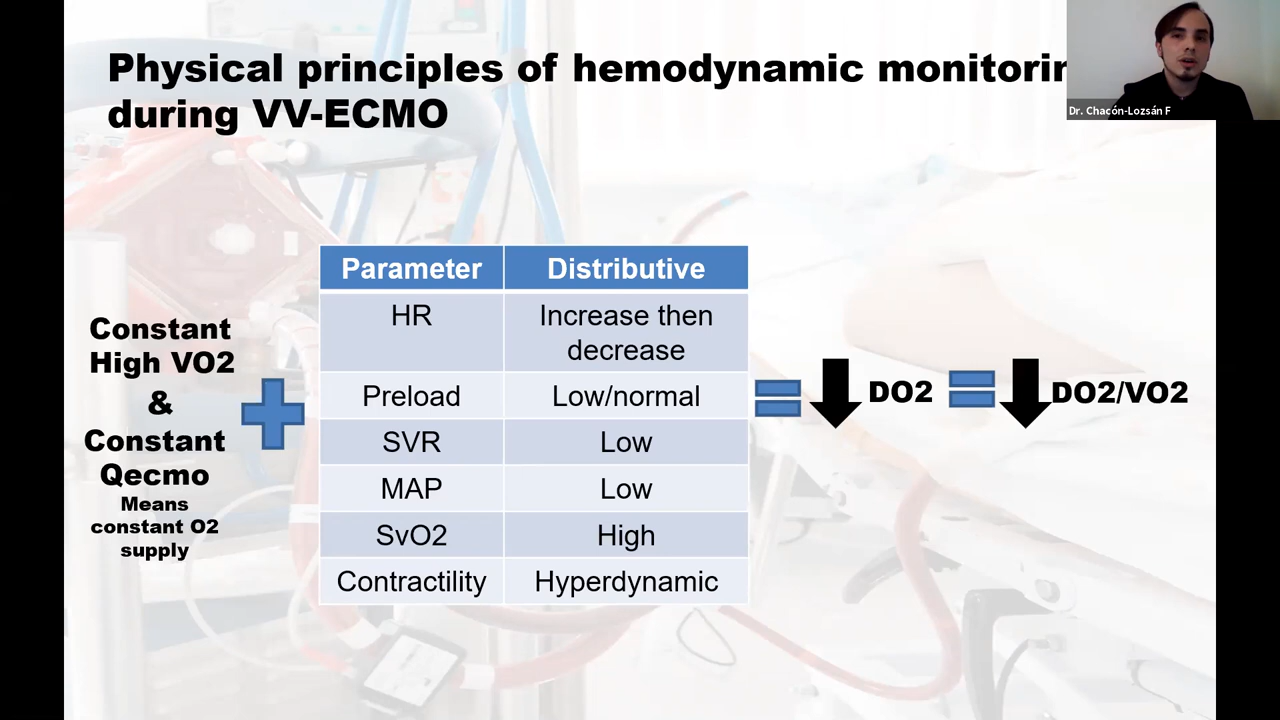 Physical principles of hemodynamic monitorin
during VV-ECMO
Dr. Chacón-Lozsán F
Constant
High VO2
&
Constant
Qecmo
Means
constant O2
supply
Parameter Distributive
HR Increase then
decrease
Preload Low/normal
SVR Low
MAP Low
SvO2 High
Contractility Hyperdynamic
DO2
DO2/VO2